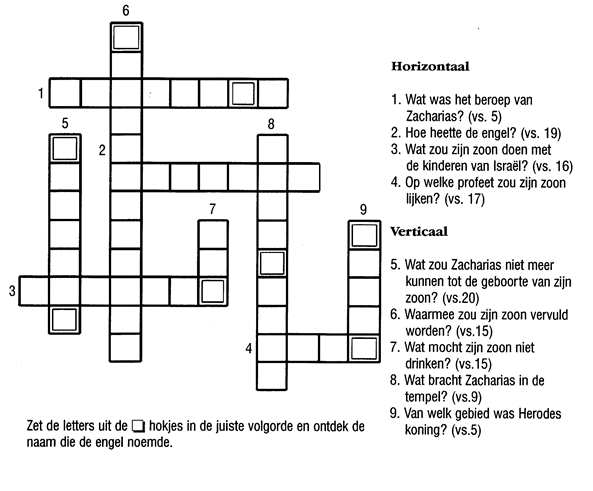 6
1
5
8
2
7
9
3
4
Zet de letters uit de hokjes in de juiste volgorde en ontdek de
naam die de engel noemde.
Horizontaal
1. Wat was het beroep van
Zacharias? (vs. 5)
2. Hoe heette de engel? (vs. 19)
3. Wat zou zijn zoon doen met
de kinderen van Israël? (vs. 16)
4. Op welke profeet zou zijn zoon
lijken? (vs. 17)
Verticaal
5. Wat zou Zacharias niet meer
kunnen tot de geboorte van zijn
zoon? (vs.20)
6. Waarmee zou zijn zoon vervuld
worden? (vs.15)
7. Wat mocht zijn zoon niet
drinken? (vs.15)
8. Wat bracht Zacharias in de
tempel? (vs.9)
9. Van welk gebied was Herodes
koning? (vs.5)